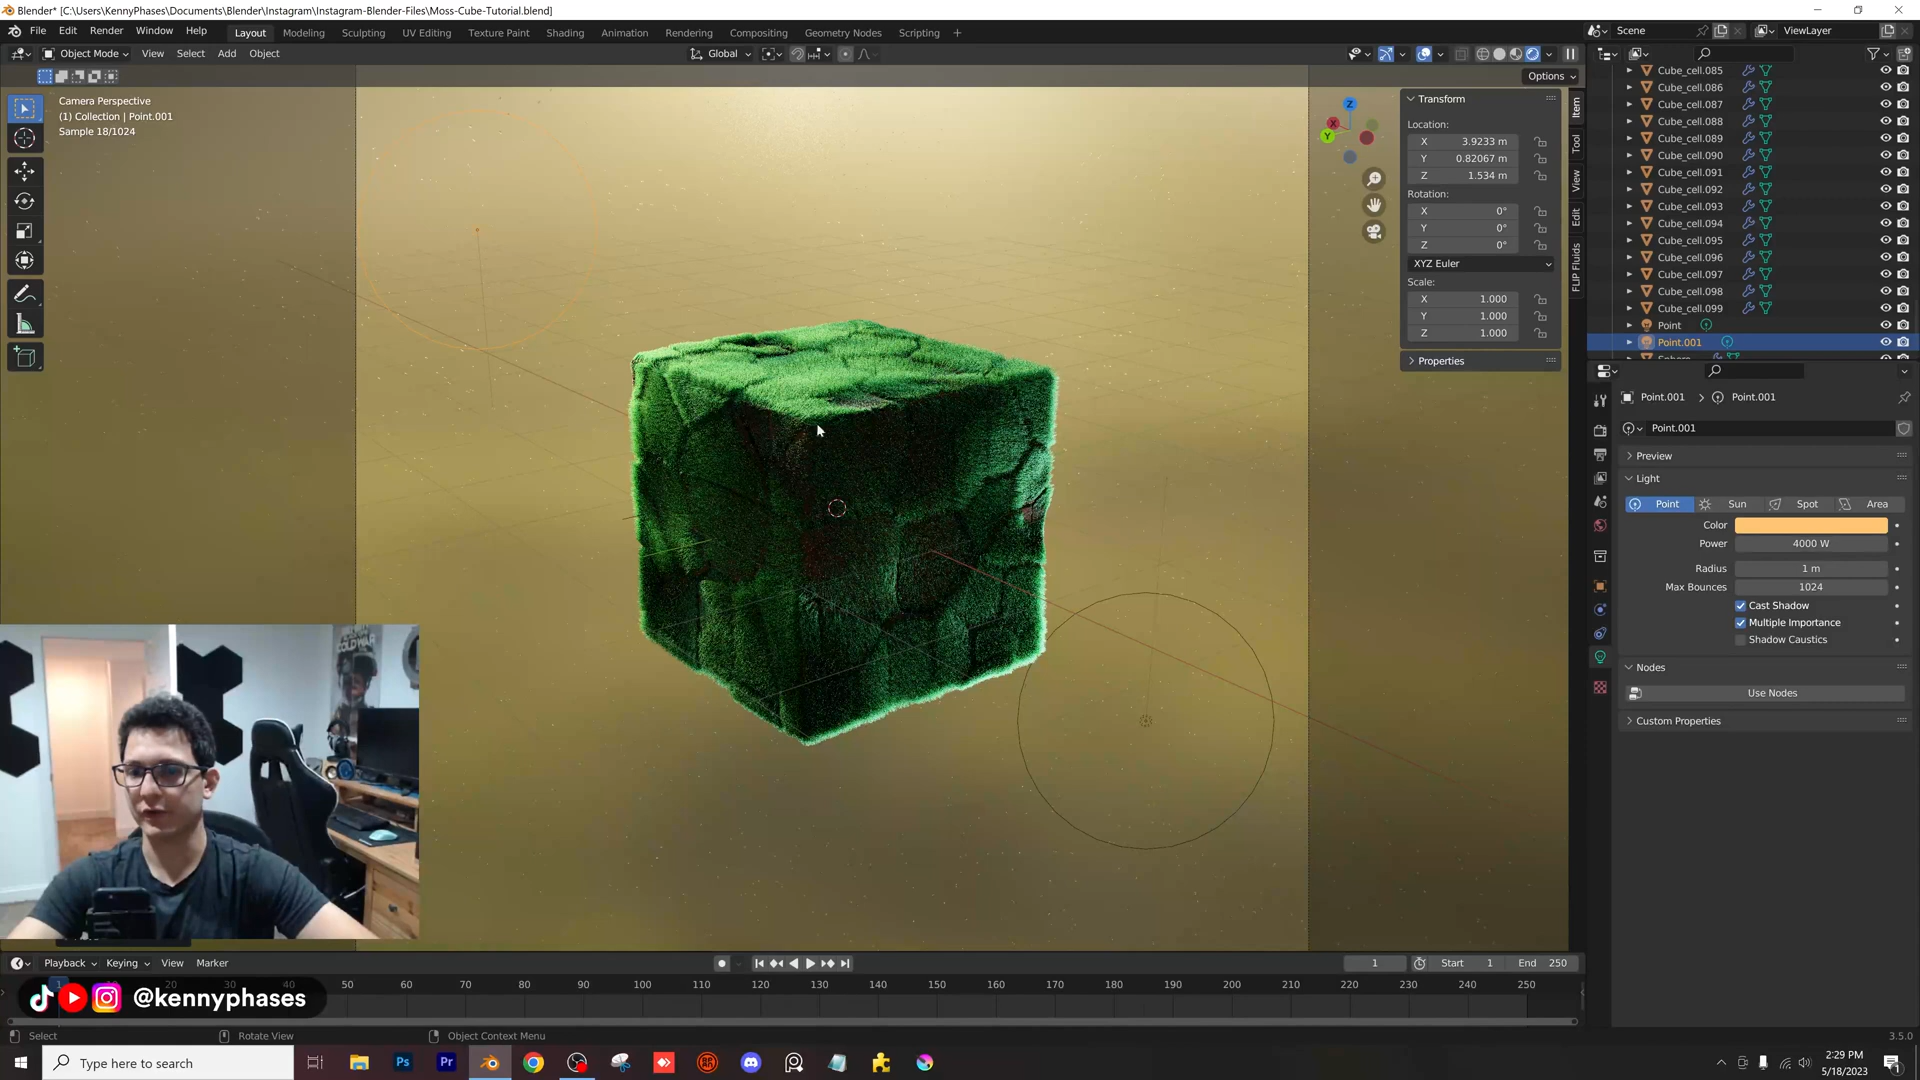 Blender* [C:\Users\KennyPhases\Documents\Blender\Instagram\Instagram-Blender-Files\Moss-Cube-Tutorial.blend]
File Edit Render Window Help Layout Modeling Sculpting UV Editing Texture Paint Shading Animation Rendering Compositing Geometry Nodes Scripting + Scene ViewLayer
Object Mode View Select Add Object Global
Options
Camera Perspective
(1) Collection | Point.001
Sample 18/1024
Z
X
Y
Transform
Location:
X 3.9233 m
Y 0.82067 m
Z 1.534 m
Rotation:
X 0°
Y 0°
Z 0°
XYZ Euler
Scale:
X 1.000
Y 1.000
Z 1.000
Properties
Item
Tool
View
Edit
FLIP Fluids
Cube_cell.085
Cube_cell.086
Cube_cell.087
Cube_cell.088
Cube_cell.089
Cube_cell.090
Cube_cell.091
Cube_cell.092
Cube_cell.093
Cube_cell.094
Cube_cell.095
Cube_cell.096
Cube_cell.097
Cube_cell.098
Cube_cell.099
Point
Point.001
Point.001 > Point.001
Point.001
Preview
Light
Point Sun Spot Area
Color
Power 4000 W
Radius 1 m
Max Bounces 1024
Cast Shadow
Multiple Importance
Shadow Caustics
Nodes
Use Nodes
Custom Properties
COLD WAR
Playback Keying View Marker 1 Start 1 End 250
1 50 60 70 80 90 100 110 120 130 140 150 160 170 180 190 200 210 220 230 240 250
@kennyphases
Select Rotate View Object Context Menu 3.5.0
Type here to search
Ps Pr
2:29 PM
5/18/2023
1